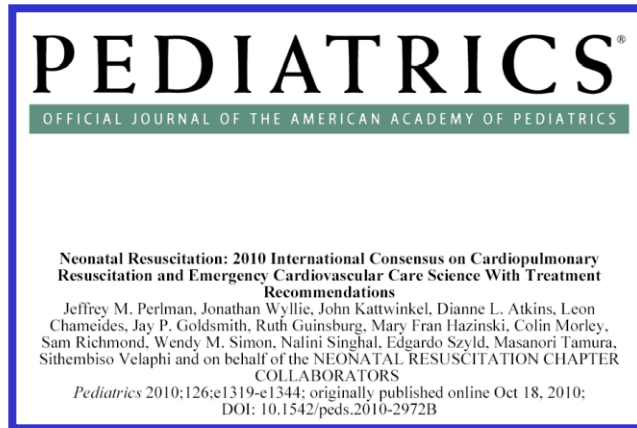 PEDIATRICS®
OFFICIAL JOURNAL OF THE AMERICAN ACADEMY OF PEDIATRICS
Neonatal Resuscitation: 2010 International Consensus on Cardiopulmonary
Resuscitation and Emergency Cardiovascular Care Science With Treatment
Recommendations
Jeffrey M. Perlman, Jonathan Wyllie, John Kattwinkel, Dianne L. Atkins, Leon
Chameides, Jay P. Goldsmith, Ruth Guinsburg, Mary Fran Hazinski, Colin Morley,
Sam Richmond, Wendy M. Simon, Nalini Singhal, Edgardo Szyld, Masanori Tamura,
Sithembiso Velaphi and on behalf of the NEONATAL RESUSCITATION CHAPTER
COLLABORATORS
Pediatrics 2010;126;e1319-e1344; originally published online Oct 18, 2010;
DOI: 10.1542/peds.2010-2972B